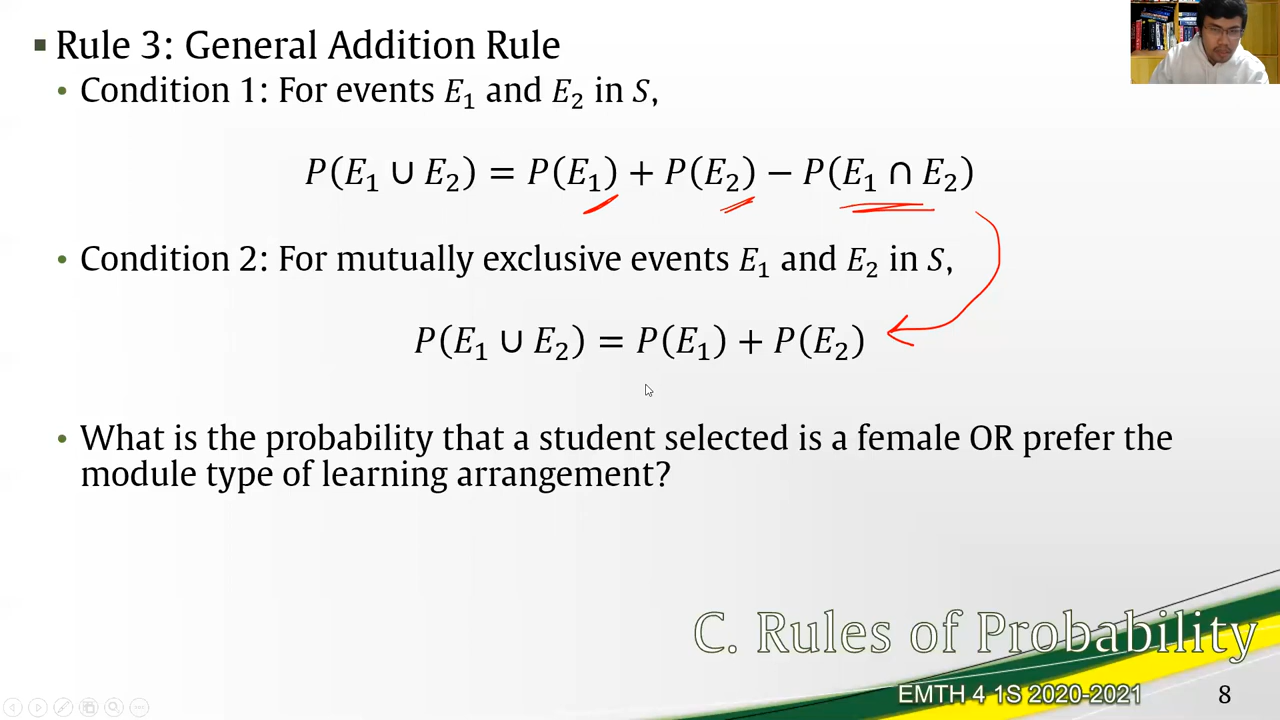 Rule 3: General Addition Rule
Condition 1: For events E₁ and E₂ in S,
P(E₁ ∪ E₂) = P(E₁) + P(E₂) − P(E₁ ∩ E₂)
Condition 2: For mutually exclusive events E₁ and E₂ in S,
P(E₁ ∪ E₂) = P(E₁) + P(E₂)
What is the probability that a student selected is a female OR prefer the
module type of learning arrangement?
C. Rules of Probability
EMTH 4 1S 2020-2021
8